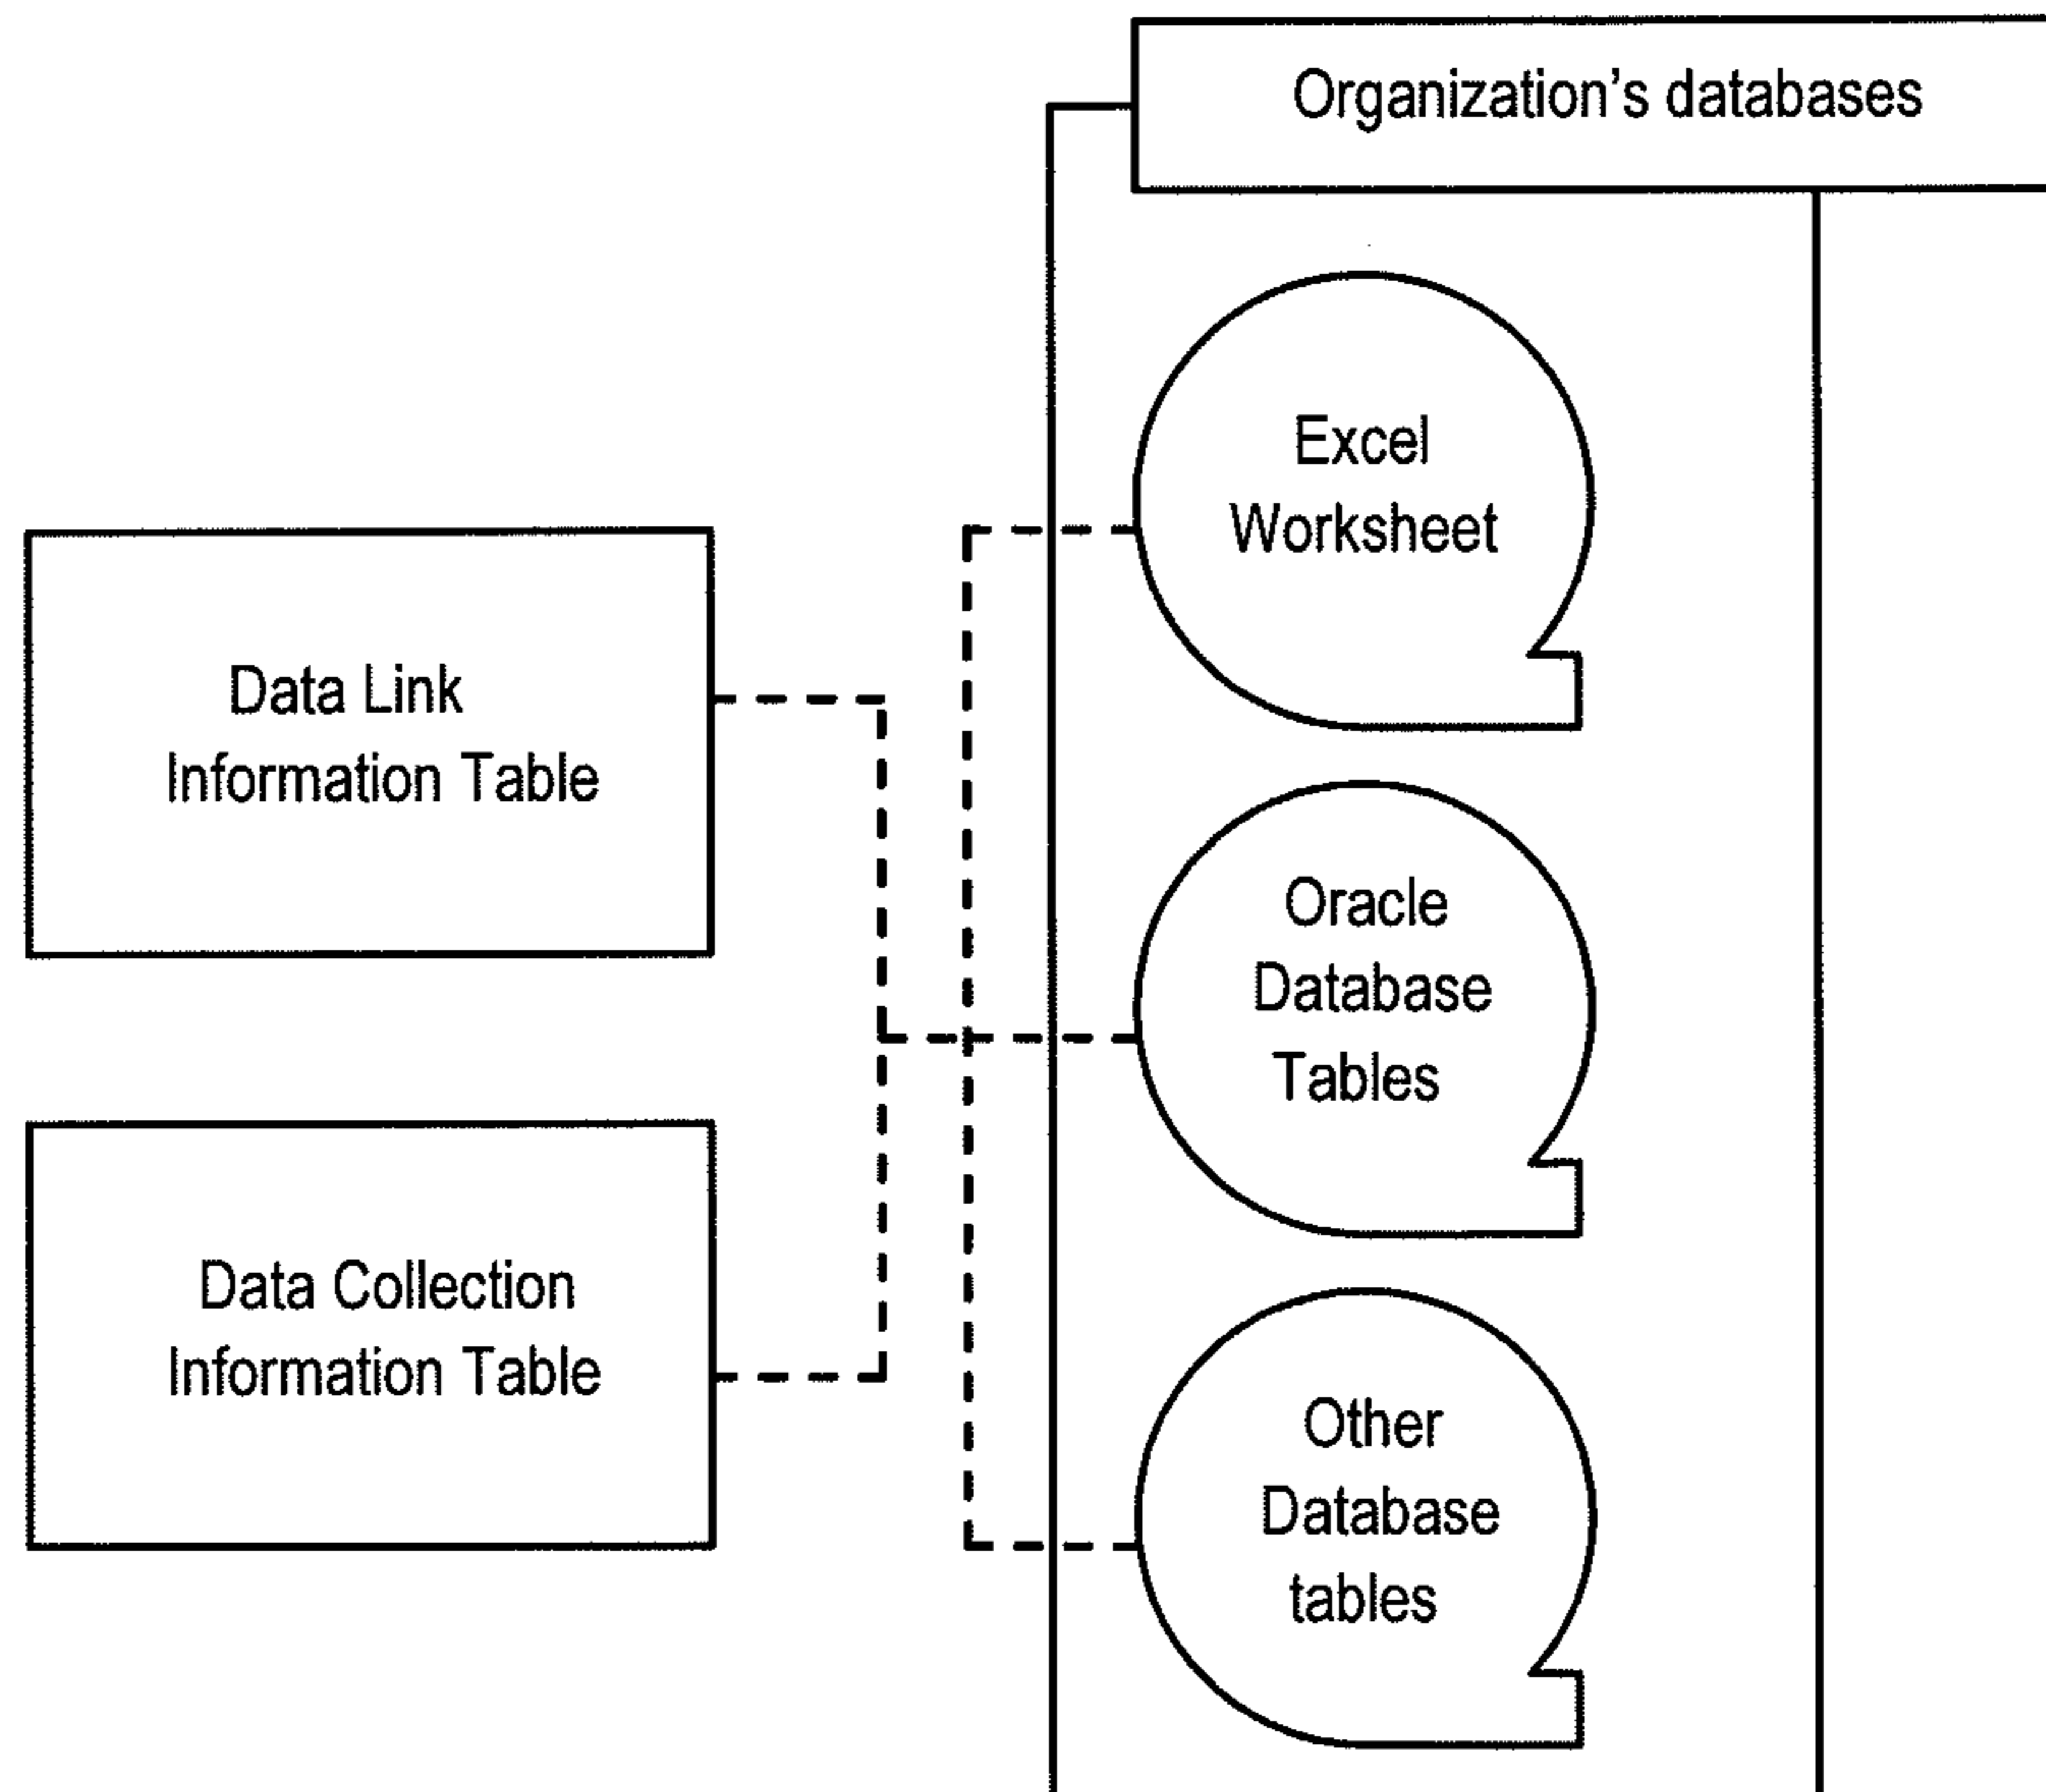 Organization's databases
Excel
Worksheet
Data Link
Information Table
Oracle
Database
Tables
Data Collection
Information Table
Other
Database
tables